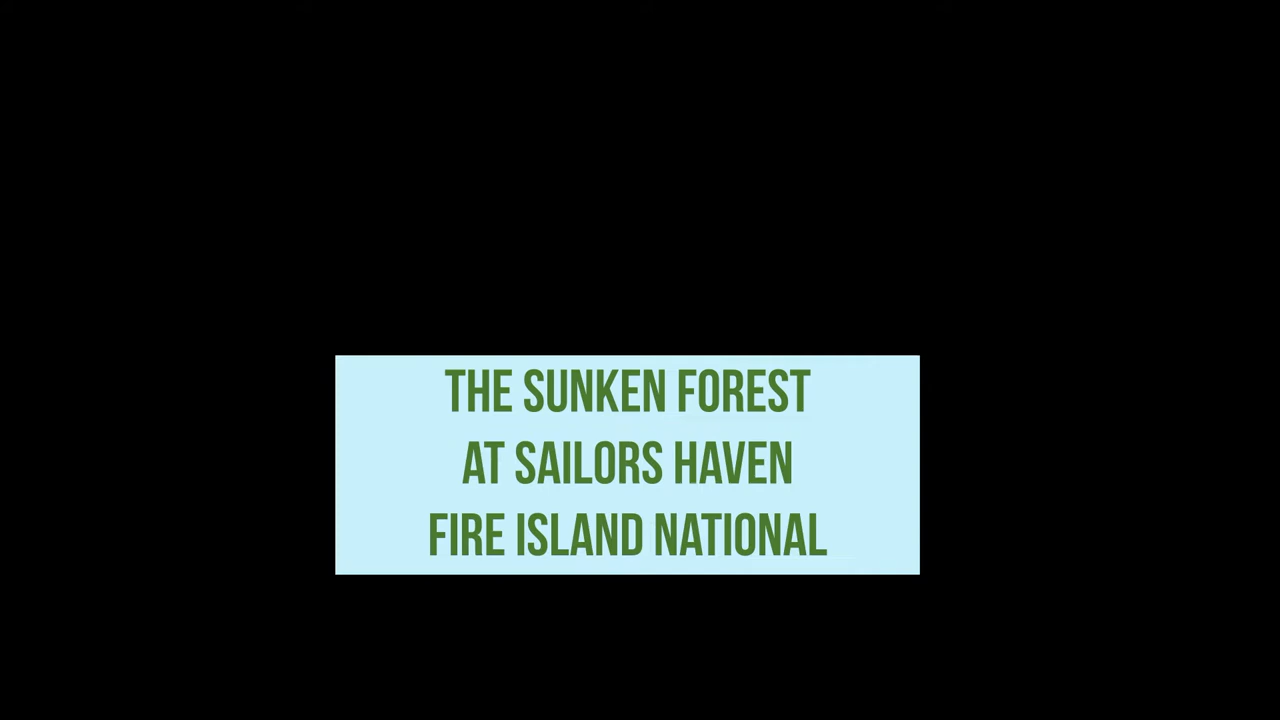 THE SUNKEN FOREST
AT SAILORS HAVEN
FIRE ISLAND NATIONAL